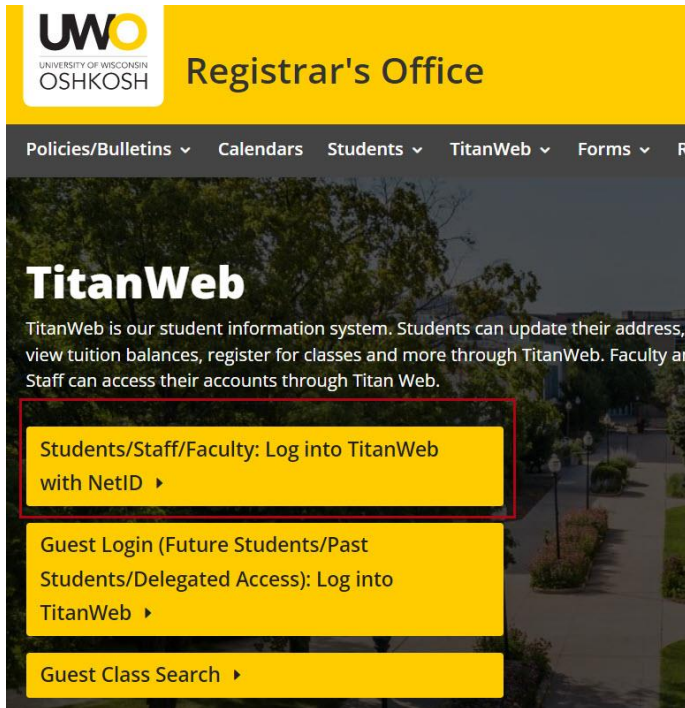 UWO
UNIVERSITY OF WISCONSIN
OSHKOSH
Registrar's Office
Policies/Bulletins
Calendars
Students
TitanWeb
Forms
TitanWeb
TitanWeb is our student information system. Students can update their address,
view tuition balances, register for classes and more through TitanWeb. Faculty
Staff can access their accounts through Titan Web.
Students/Staff/Faculty: Log into TitanWeb
with NetID
Guest Login (Future Students/Past
Students/Delegated Access): Log into
TitanWeb
Guest Class Search